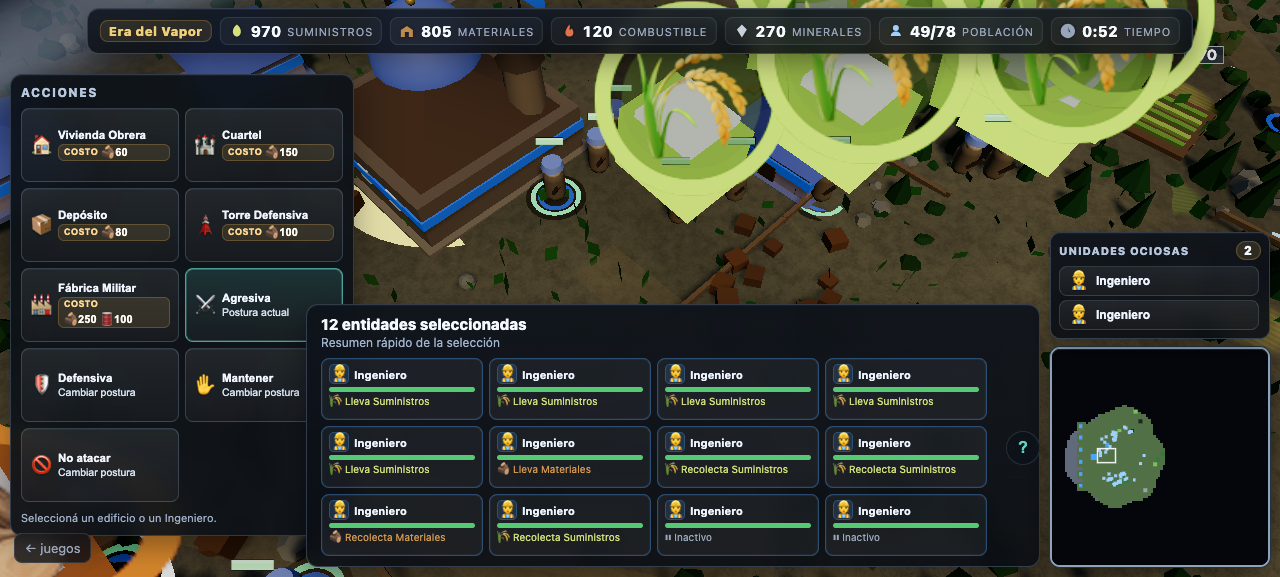 Era del Vapor
970 SUMINISTROS
805 MATERIALES
120 COMBUSTIBLE
270 MINERALES
49/78 POBLACIÓN
0:52 TIEMPO
ACCIONES
Vivienda Obrera
COSTO 60
Cuartel
COSTO 150
Depósito
COSTO 80
Torre Defensiva
COSTO 100
Fábrica Militar
COSTO
250 100
Agresiva
Postura actual
Defensiva
Cambiar postura
Mantener
Cambiar postura
No atacar
Cambiar postura
Seleccioná un edificio o un Ingeniero.
← juegos
12 entidades seleccionadas
Resumen rápido de la selección
Ingeniero
Lleva Suministros
Ingeniero
Lleva Suministros
Ingeniero
Lleva Suministros
Ingeniero
Lleva Suministros
Ingeniero
Lleva Suministros
Ingeniero
Lleva Materiales
Ingeniero
Recolecta Suministros
Ingeniero
Recolecta Suministros
Ingeniero
Recolecta Materiales
Ingeniero
Recolecta Suministros
Ingeniero
Inactivo
Ingeniero
Inactivo
?
UNIDADES OCIOSAS 2
Ingeniero
Ingeniero